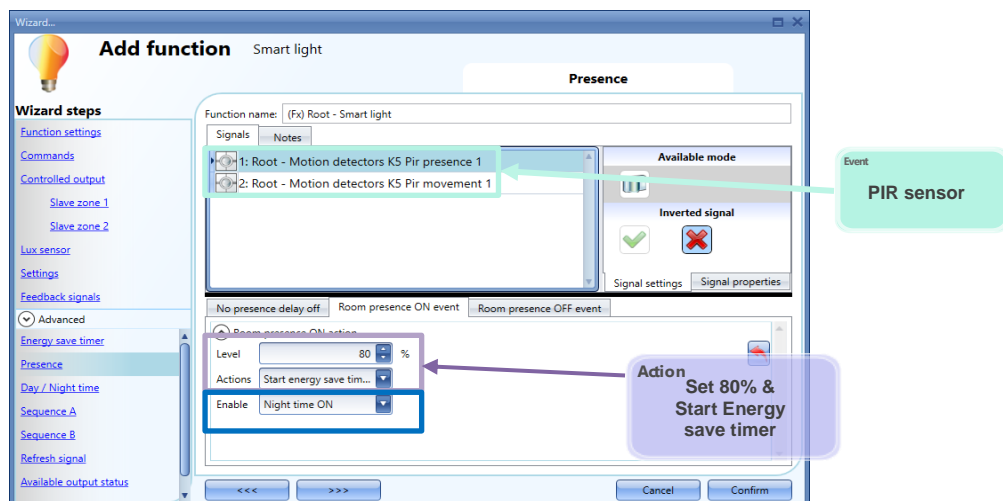 Wizard...
Add function Smart light
Presence
Wizard steps
Function settings
Commands
Controlled output
Slave zone 1
Slave zone 2
Lux sensor
Settings
Feedback signals
Advanced
Energy save timer
Presence
Day / Night time
Sequence A
Sequence B
Refresh signal
Available output status
Function name: (Fx) Root - Smart light
Signals Notes
1: Root - Motion detectors K5 Pir presence 1
2: Root - Motion detectors K5 Pir movement 1
Available mode
Inverted signal
Signal settings Signal properties
No presence delay off Room presence ON event Room presence OFF event
Room presence ON action
Level 80 %
Actions Start energy save tim...
Enable Night time ON
<<< >>> Cancel Confirm
Event
PIR sensor
Action
Set 80% &
Start Energy
save timer